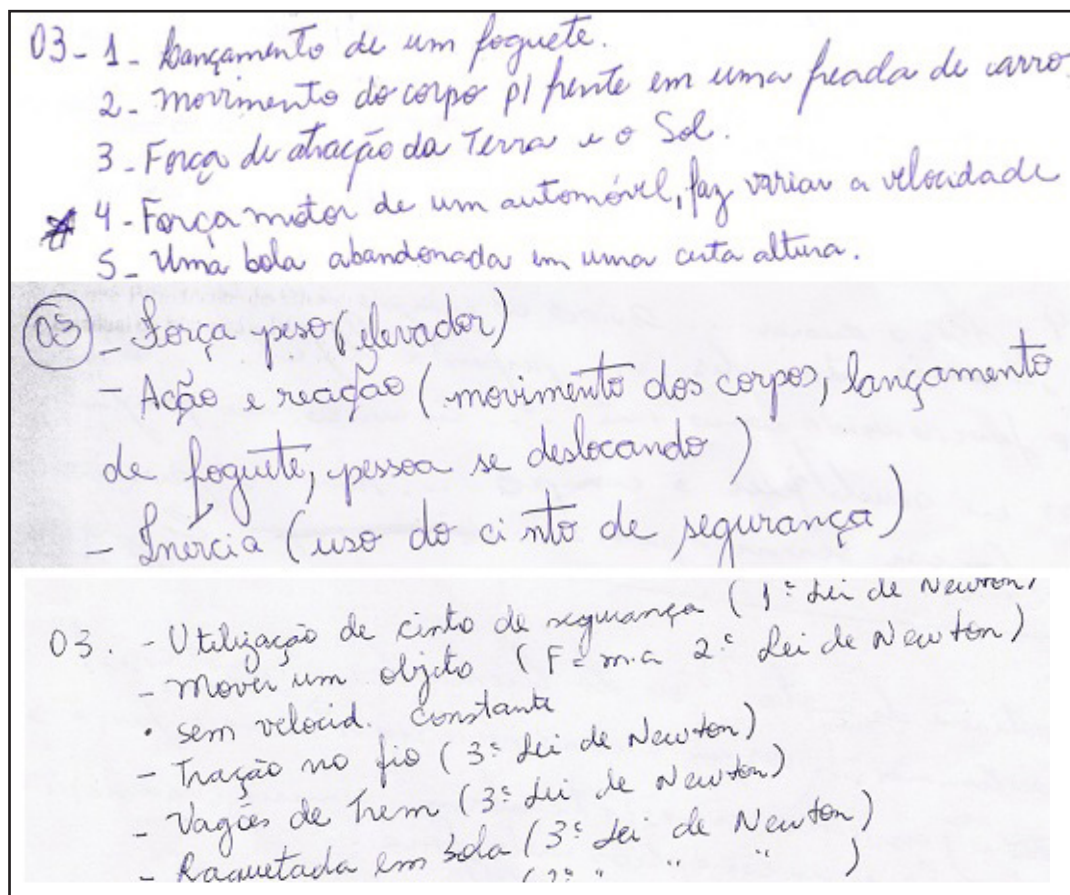 03- 1- Lançamento de um foguete.
2- movimento do corpo p/ frente em uma freada de carro.
3- Força de atração da Terra e o Sol.
4- Força motor de um automóvel, faz variar a velocidade
5- Uma bola abandonada em uma certa altura.
03 - Força peso (elevador)
- Ação e reação (movimento dos corpos, lançamento
de foguete, pessoa se deslocando)
- Inércia (uso do cinto de segurança)
03. - Utilização de cinto de segurança (1ª Lei de Newton)
- Mover um objeto (F = m.a 2ª Lei de Newton)
• sem velocid. constante
- Tração no fio (3ª Lei de Newton)
- Vagões de Trem (3ª Lei de Newton)
- Raquetada em bola (3ª Lei de Newton)